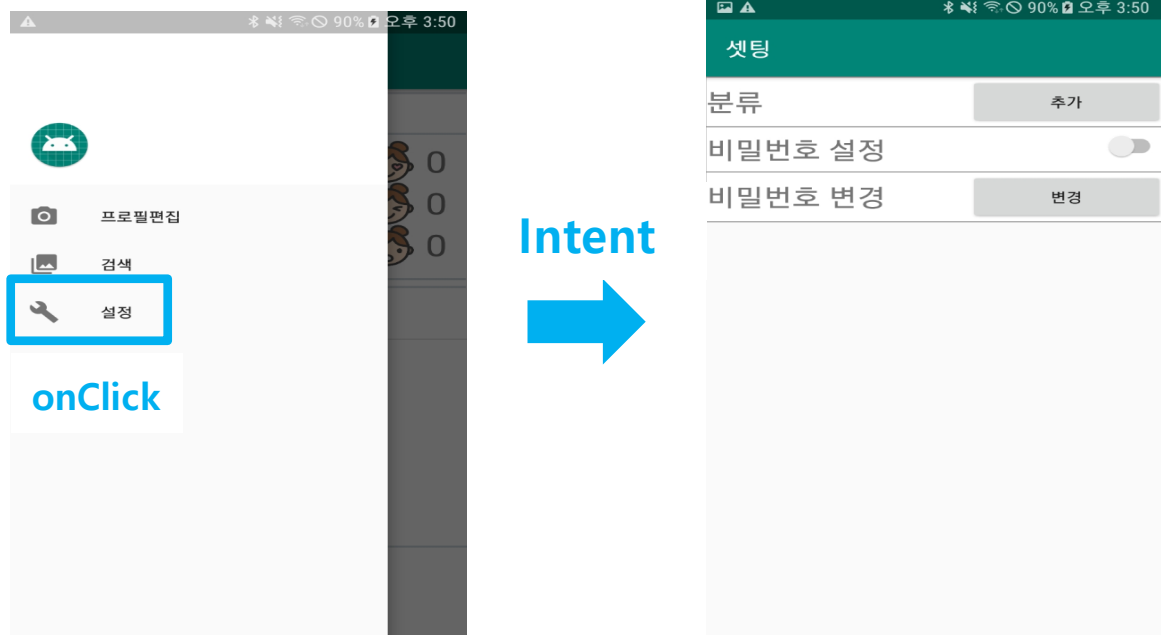 90% 오후 3:50
프로필편집
검색
설정
onClick
0
0
0
Intent
90% 오후 3:50
셋팅
분류 추가
비밀번호 설정
비밀번호 변경 변경